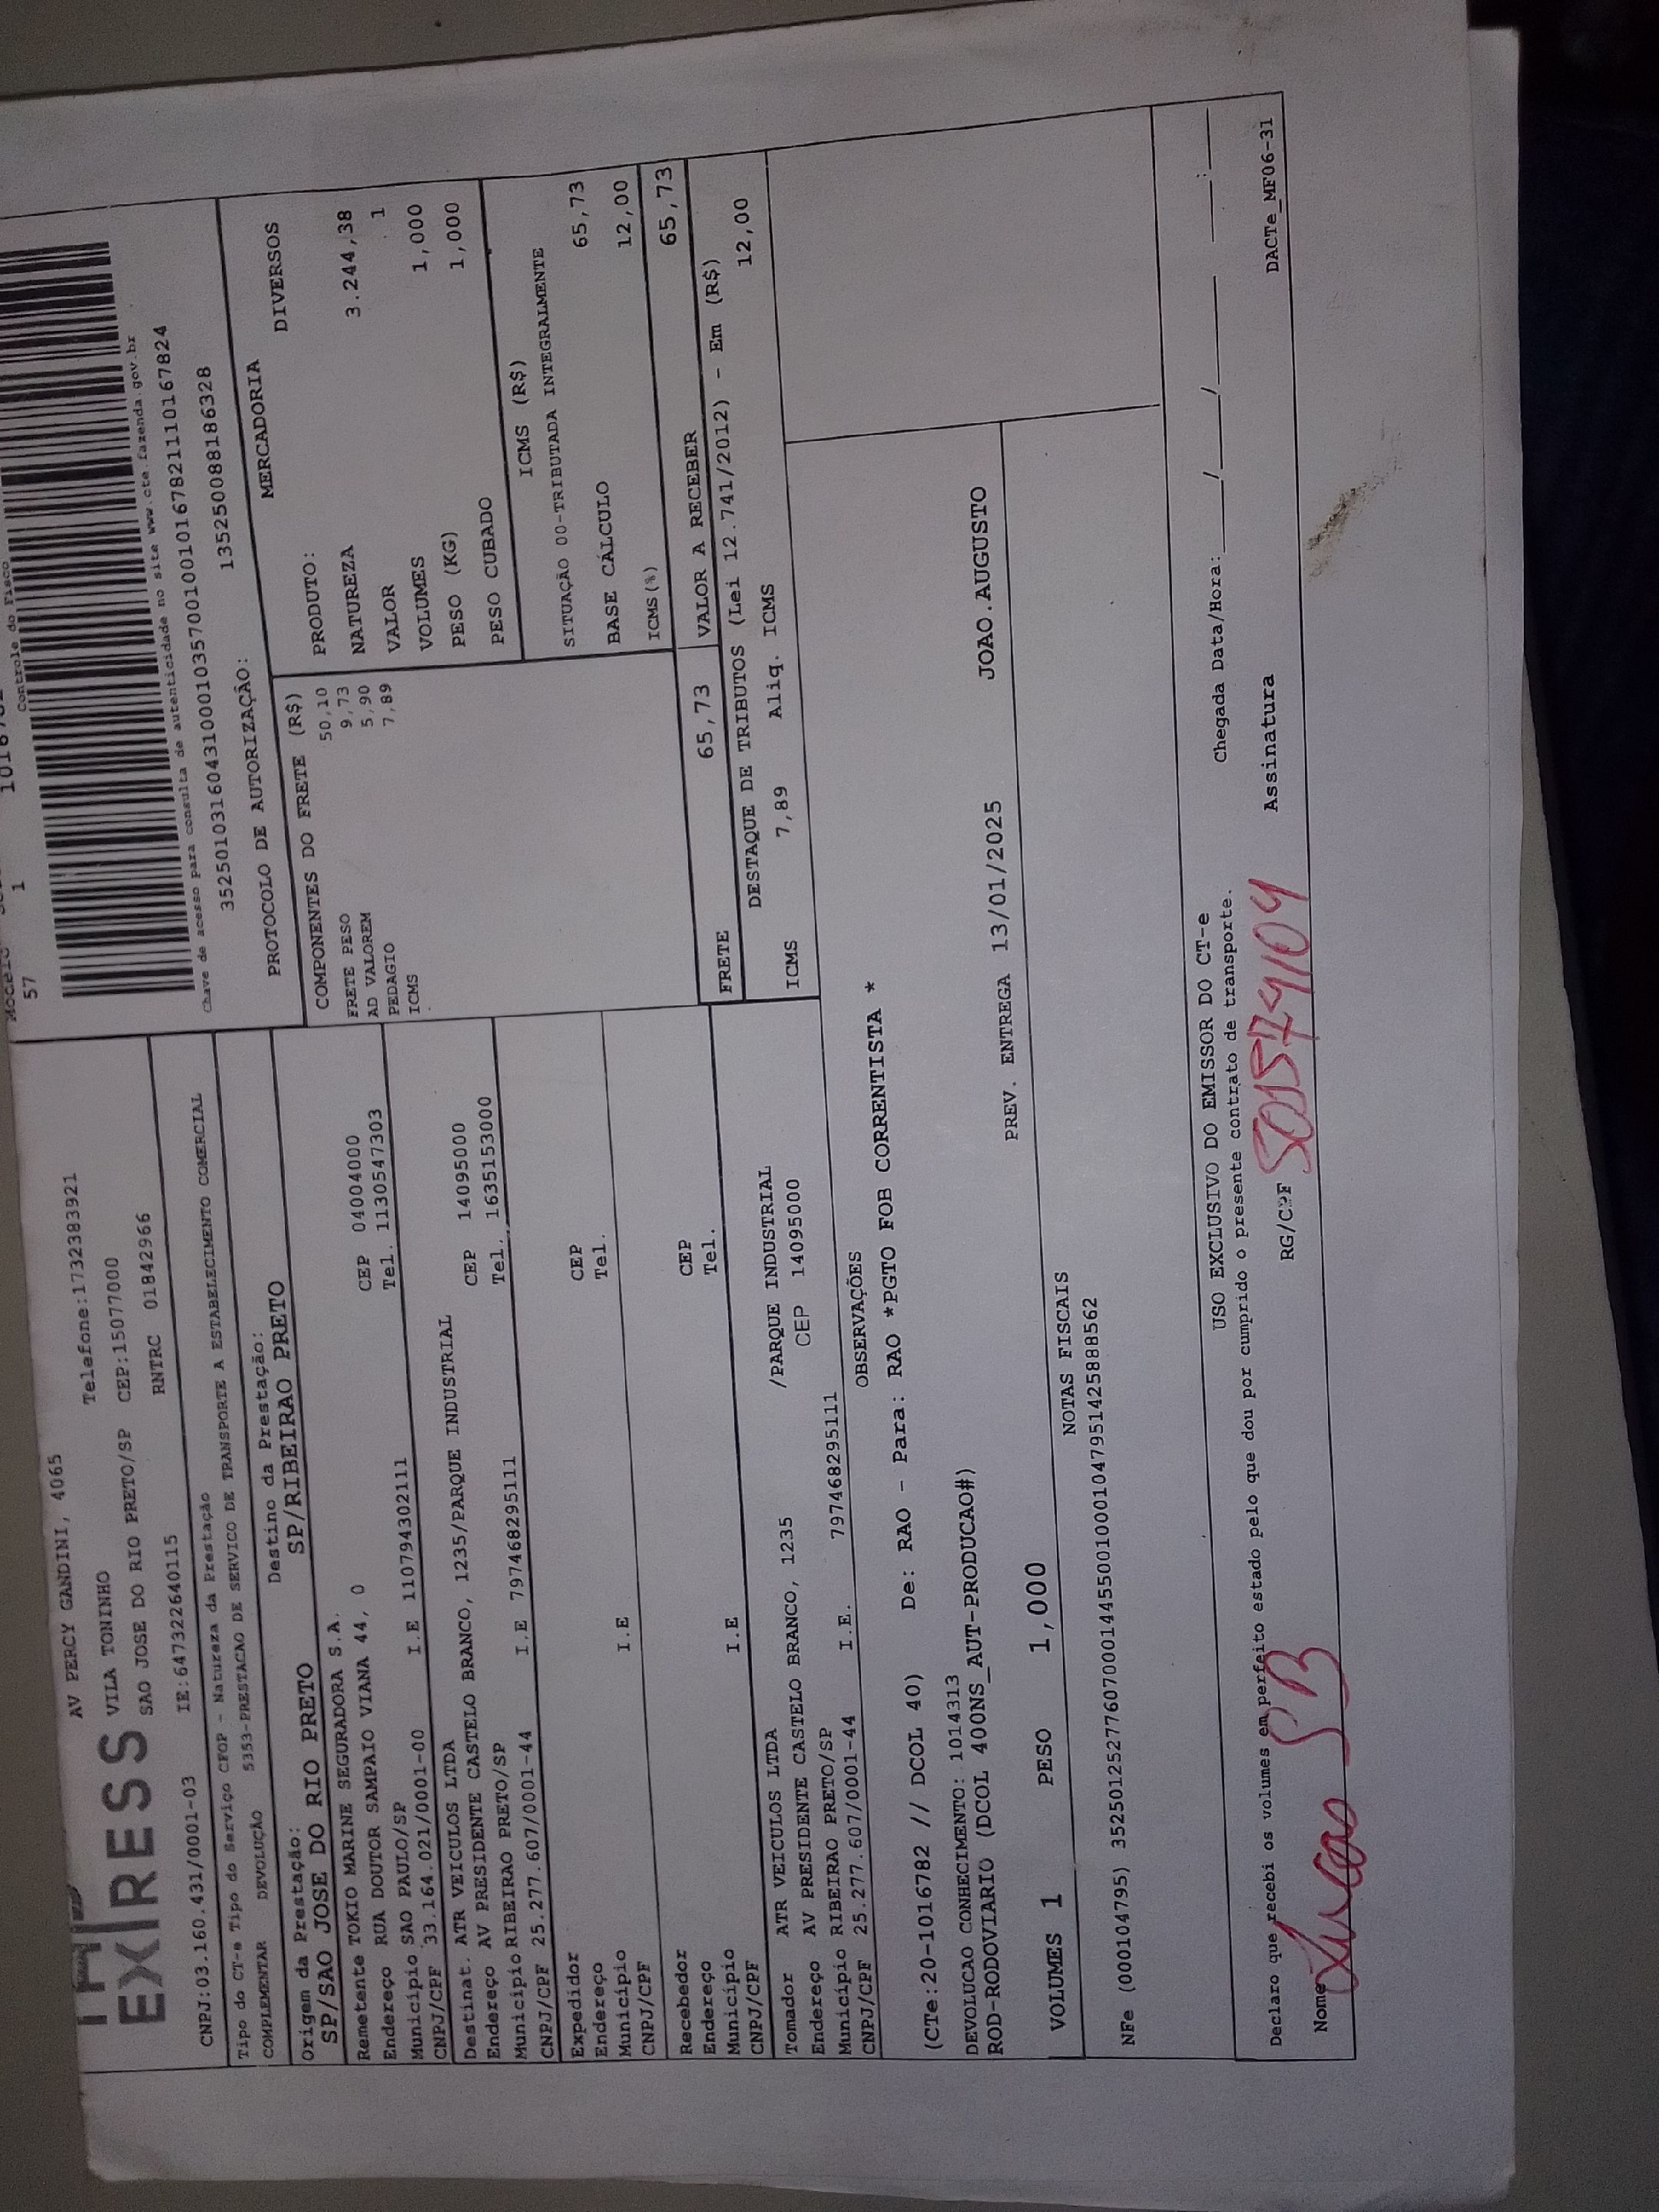 EXPRESS
AV PERCY GANDINI, 4065
Telefone:1732383921
VILA TONINHO
SAO JOSE DO RIO PRETO/SP CEP:15077000
RNTRC 01842966
CNPJ:03.160.431/0001-03 IE:647322640115
57 1
Controle do Fisco
Chave de acesso para consulta de autenticidade no site www.cte.fazenda.gov.br
PROTOCOLO DE AUTORIZAÇÃO:
135250088186328
Tipo do CT-e Tipo do Serviço CFOP - Natureza da Prestação
COMPLEMENTAR DEVOLUÇÃO 5353-PRESTACAO DE SERVICO DE TRANSPORTE A ESTABELECIMENTO COMERCIAL
Origem da Prestação: Destino da Prestação:
SP/SAO JOSE DO RIO PRETO SP/RIBEIRAO PRETO
Remetente TOKIO MARINE SEGURADORA S.A.
Endereço RUA DOUTOR SAMPAIO VIANA 44, 0 CEP 04004000
Município SAO PAULO/SP Tel. 1130547303
CNPJ/CPF 33.164.021/0001-00 I.E 110794302111
Destinat. ATR VEICULOS LTDA
Endereço AV PRESIDENTE CASTELO BRANCO, 1235/PARQUE INDUSTRIAL CEP 14095000
Município RIBEIRAO PRETO/SP Tel. 1635153000
CNPJ/CPF 25.277.607/0001-44 I.E 797468295111
Expedidor
Endereço CEP
Município Tel.
CNPJ/CPF I.E
Recebedor
Endereço CEP
Município Tel.
CNPJ/CPF I.E
Tomador ATR VEICULOS LTDA
Endereço AV PRESIDENTE CASTELO BRANCO, 1235 /PARQUE INDUSTRIAL
Município RIBEIRAO PRETO/SP CEP 14095000
CNPJ/CPF 25.277.607/0001-44 I.E. 797468295111
COMPONENTES DO FRETE (R$)
FRETE PESO 50,10
AD VALOREM 9,73
PEDAGIO 5,90
ICMS 7,89
MERCADORIA
PRODUTO: DIVERSOS
NATUREZA
VALOR 3.244,38
VOLUMES 1
PESO (KG) 1,000
PESO CUBADO 1,000
ICMS (R$)
SITUAÇÃO 00-TRIBUTADA INTEGRALMENTE
BASE CÁLCULO 65,73
ICMS(%) 12,00
FRETE 65,73 VALOR A RECEBER 65,73
DESTAQUE DE TRIBUTOS (Lei 12.741/2012) - Em (R$)
ICMS 7,89 Aliq. ICMS 12,00
OBSERVAÇÕES
(CTe:20-1016782 // DCOL 40) De: RAO - Para: RAO *PGTO FOB CORRENTISTA *
DEVOLUCAO CONHECIMENTO: 1014313
ROD-RODOVIARIO (DCOL 400NS_AUT-PRODUCAO#)
PREV. ENTREGA 13/01/2025 JOAO.AUGUSTO
VOLUMES 1 PESO 1,000
NOTAS FISCAIS
NFe (000104795) 35250125277607000144550010001047951425888562
USO EXCLUSIVO DO EMISSOR DO CT-e
Declaro que recebi os volumes em perfeito estado pelo que dou por cumprido o presente contrato de transporte.
Chegada Data/Hora: ____/____/______ ___:___
Nome Lucas RG/CPF Assinatura
DACTe_MF06-31